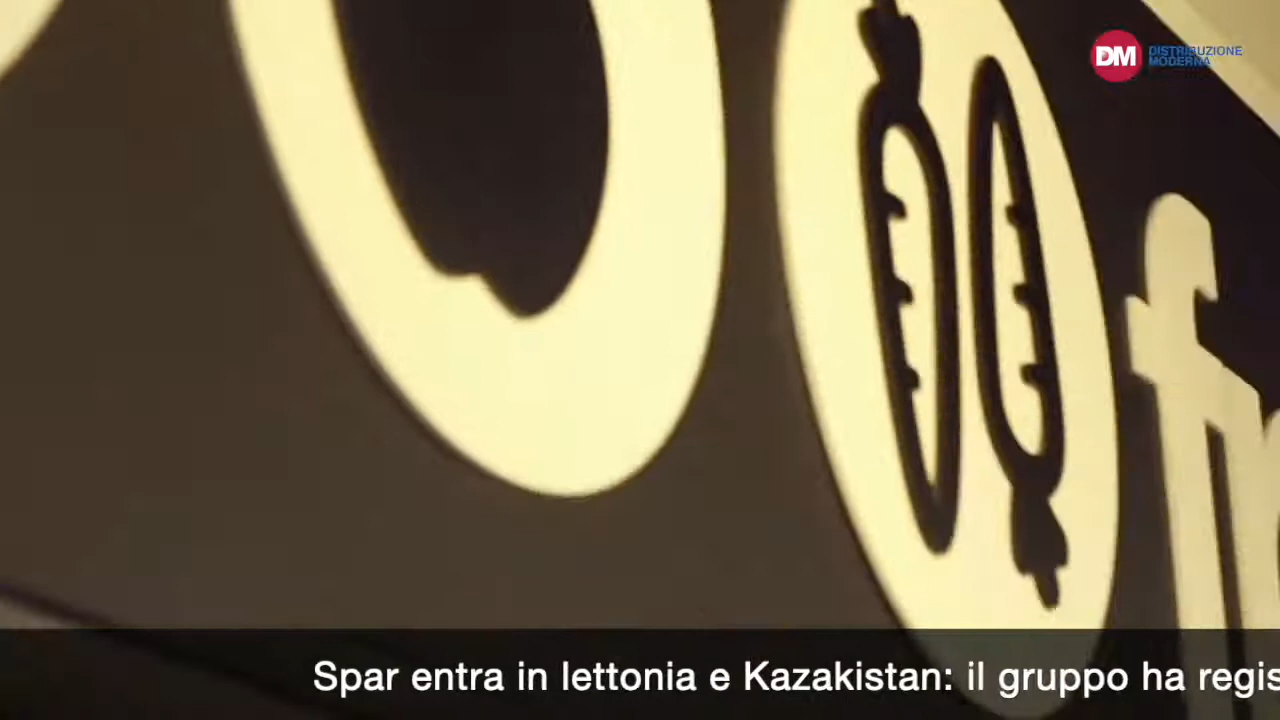 DM
DISTRIBUZIONE
MODERNA
Spar entra in lettonia e Kazakistan: il gruppo ha regis